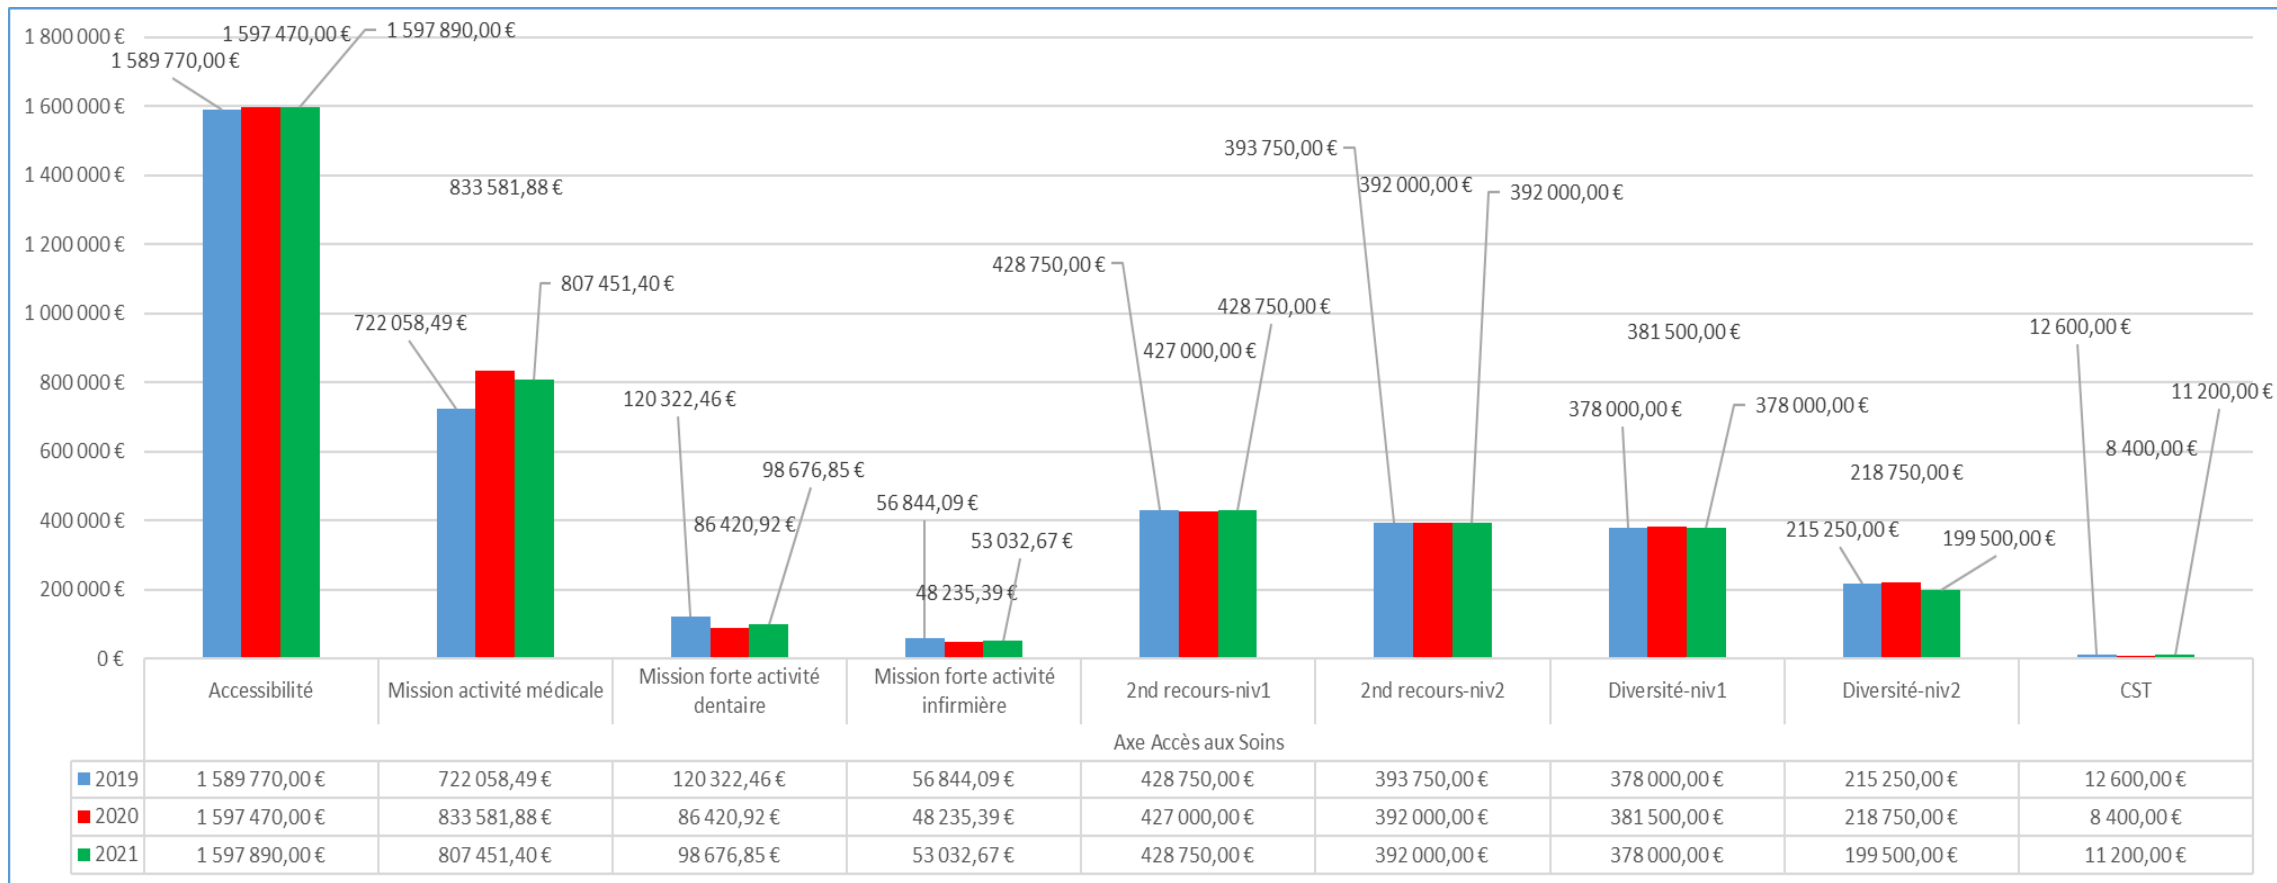 1 800 000 €
1 600 000 €
1 400 000 €
1 200 000 €
1 000 000 €
800 000 €
600 000 €
400 000 €
200 000 €
0 €
1 589 770,00 €
1 597 470,00 €
1 597 890,00 €
722 058,49 €
833 581,88 €
807 451,40 €
120 322,46 €
86 420,92 €
98 676,85 €
56 844,09 €
48 235,39 €
53 032,67 €
428 750,00 €
427 000,00 €
428 750,00 €
393 750,00 €
392 000,00 €
392 000,00 €
378 000,00 €
381 500,00 €
378 000,00 €
215 250,00 €
218 750,00 €
199 500,00 €
12 600,00 €
8 400,00 €
11 200,00 €
Accessibilité
Mission activité médicale
Mission forte activité
dentaire
Mission forte activité
infirmière
2nd recours-niv1
2nd recours-niv2
Diversité-niv1
Diversité-niv2
CST
Axe Accès aux Soins
2019 1 589 770,00 € 722 058,49 € 120 322,46 € 56 844,09 € 428 750,00 € 393 750,00 € 378 000,00 € 215 250,00 € 12 600,00 €
2020 1 597 470,00 € 833 581,88 € 86 420,92 € 48 235,39 € 427 000,00 € 392 000,00 € 381 500,00 € 218 750,00 € 8 400,00 €
2021 1 597 890,00 € 807 451,40 € 98 676,85 € 53 032,67 € 428 750,00 € 392 000,00 € 378 000,00 € 199 500,00 € 11 200,00 €